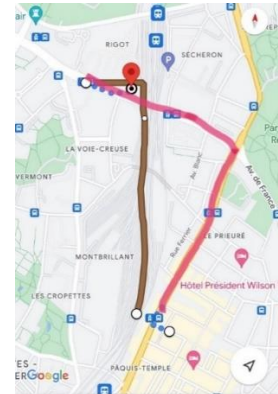 air
RIGOT
SÉCHERON
P
LA VOIE-CREUSE
VERMONT
Av. Blanc
Av. de France
Rue Ferrier
LE PRIEURÉ
MONTBRILLANT
Hôtel Président Wilson
LES CROPETTES
PÂQUIS-TEMPLE
Google